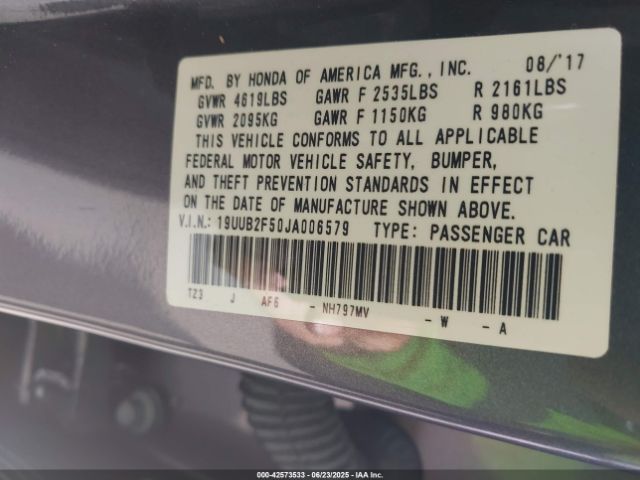 MFD. BY HONDA OF AMERICA MFG., INC. 08/'17
GVWR 4619LBS GAWR F 2535LBS R 2161LBS
GVWR 2095KG GAWR F 1150KG R 980KG
THIS VEHICLE CONFORMS TO ALL APPLICABLE
FEDERAL MOTOR VEHICLE SAFETY, BUMPER,
AND THEFT PREVENTION STANDARDS IN EFFECT
ON THE DATE OF MANUFACTURE SHOWN ABOVE.
V.I.N.: 19UUB2F50JA006579 TYPE: PASSENGER CAR
TZ3 J AF6 - NH797MV - W - A
000-42573533 - 06/23/2025 - IAA Inc.